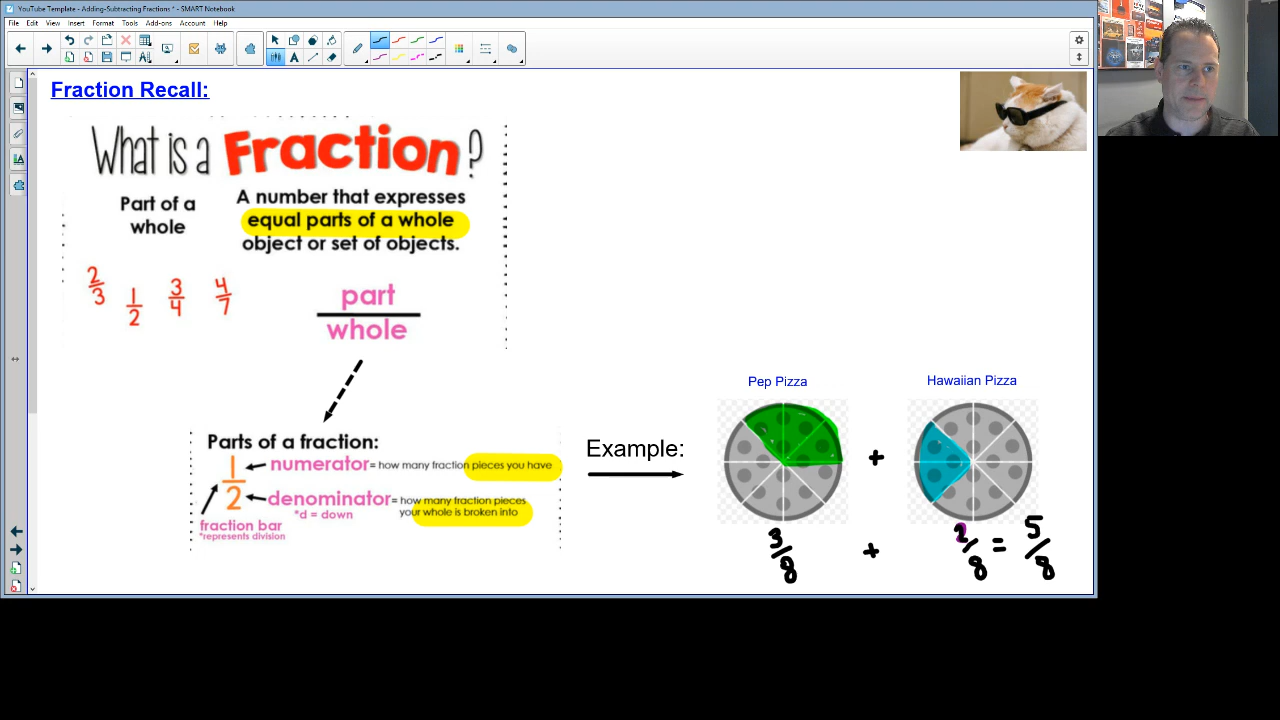 YouTube Template - Adding-Subtracting Fractions * - SMART Notebook
File Edit View Insert Format Tools Add-ons Account Help
Fraction Recall:
What is a Fraction?
Part of a
whole
A number that expresses
equal parts of a whole
object or set of objects.
2/3 1/2 3/4 4/7
part
whole
Parts of a fraction:
1
2
numerator= how many fraction pieces you have
denominator= how many fraction pieces
your whole is broken into
*d = down
fraction bar
*represents division
Example:
Pep Pizza
Hawaiian Pizza
+
3/8 + 2/8 = 5/8